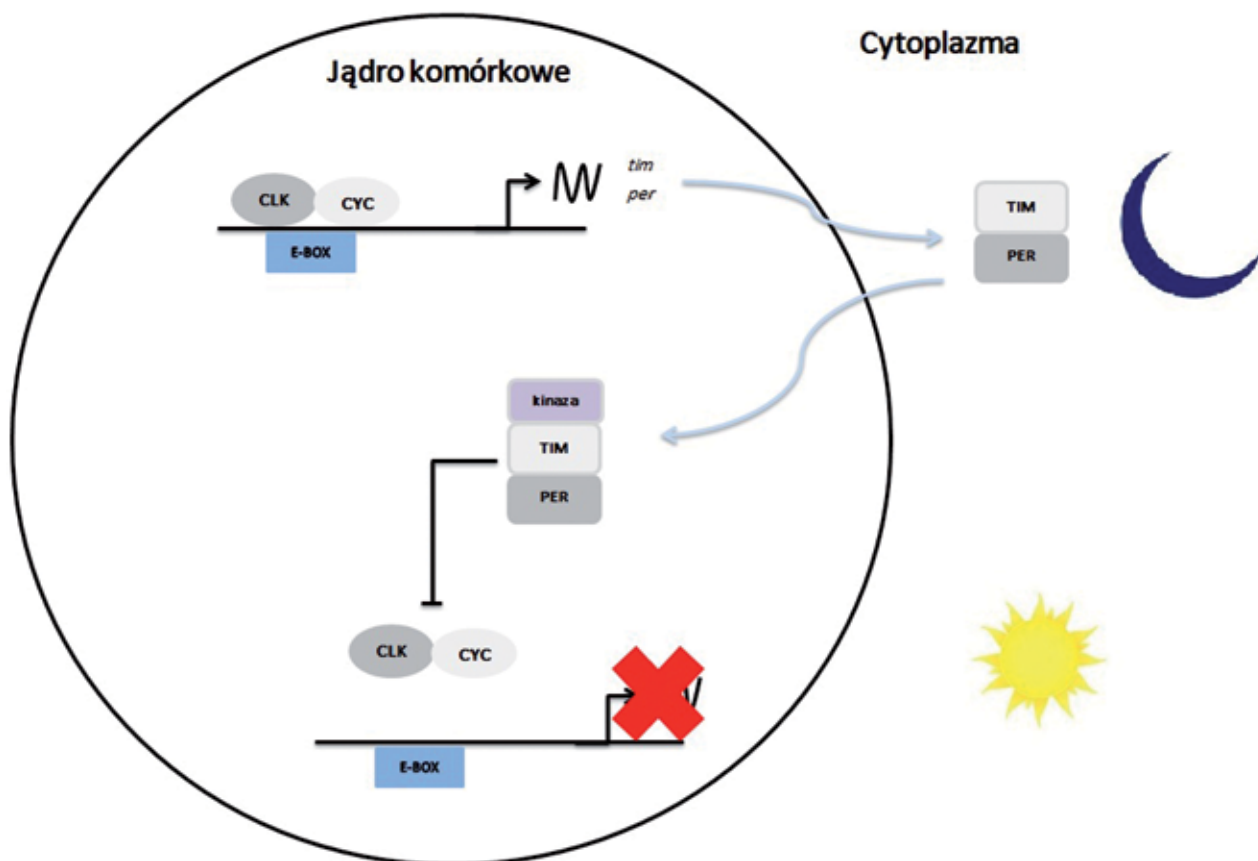 Cytoplazma
Jądro komórkowe
tim
per
CLK
CYC
E-BOX
TIM
PER
kinaza
TIM
PER
CLK
CYC
E-BOX